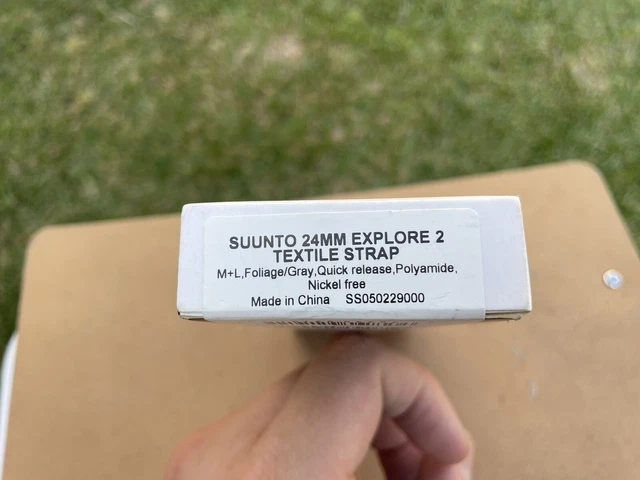 SUUNTO 24MM EXPLORE 2
TEXTILE STRAP
M+L,Foliage/Gray,Quick release,Polyamide,
Nickel free
Made in China SS050229000